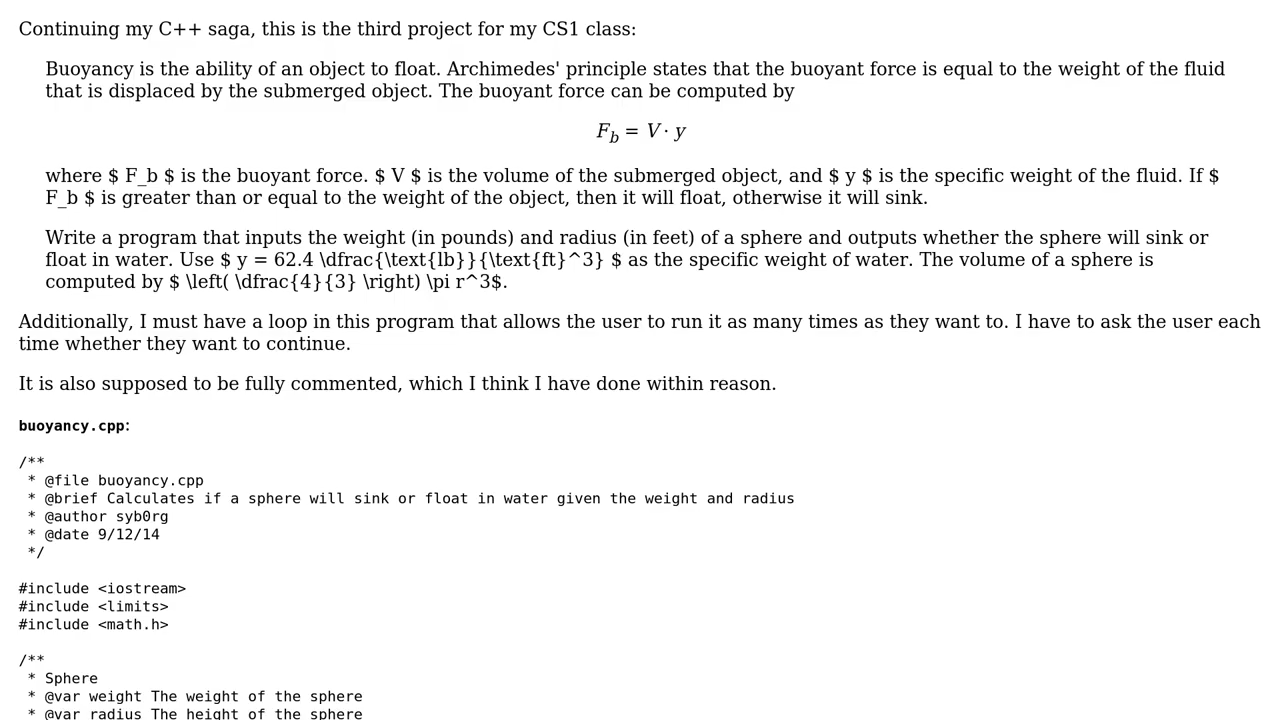 Continuing my C++ saga, this is the third project for my CS1 class:
Buoyancy is the ability of an object to float. Archimedes' principle states that the buoyant force is equal to the weight of the fluid
that is displaced by the submerged object. The buoyant force can be computed by
F_b = V · y
where $ F_b $ is the buoyant force. $ V $ is the volume of the submerged object, and $ y $ is the specific weight of the fluid. If $
F_b $ is greater than or equal to the weight of the object, then it will float, otherwise it will sink.
Write a program that inputs the weight (in pounds) and radius (in feet) of a sphere and outputs whether the sphere will sink or
float in water. Use $ y = 62.4 \dfrac{\text{lb}}{\text{ft}^3} $ as the specific weight of water. The volume of a sphere is
computed by $ \left( \dfrac{4}{3} \right) \pi r^3$.
Additionally, I must have a loop in this program that allows the user to run it as many times as they want to. I have to ask the user each
time whether they want to continue.
It is also supposed to be fully commented, which I think I have done within reason.
buoyancy.cpp:
/**
 * @file buoyancy.cpp
 * @brief Calculates if a sphere will sink or float in water given the weight and radius
 * @author syb0rg
 * @date 9/12/14
 */
#include <iostream>
#include <limits>
#include <math.h>
/**
 * Sphere
 * @var weight The weight of the sphere
 * @var radius The height of the sphere